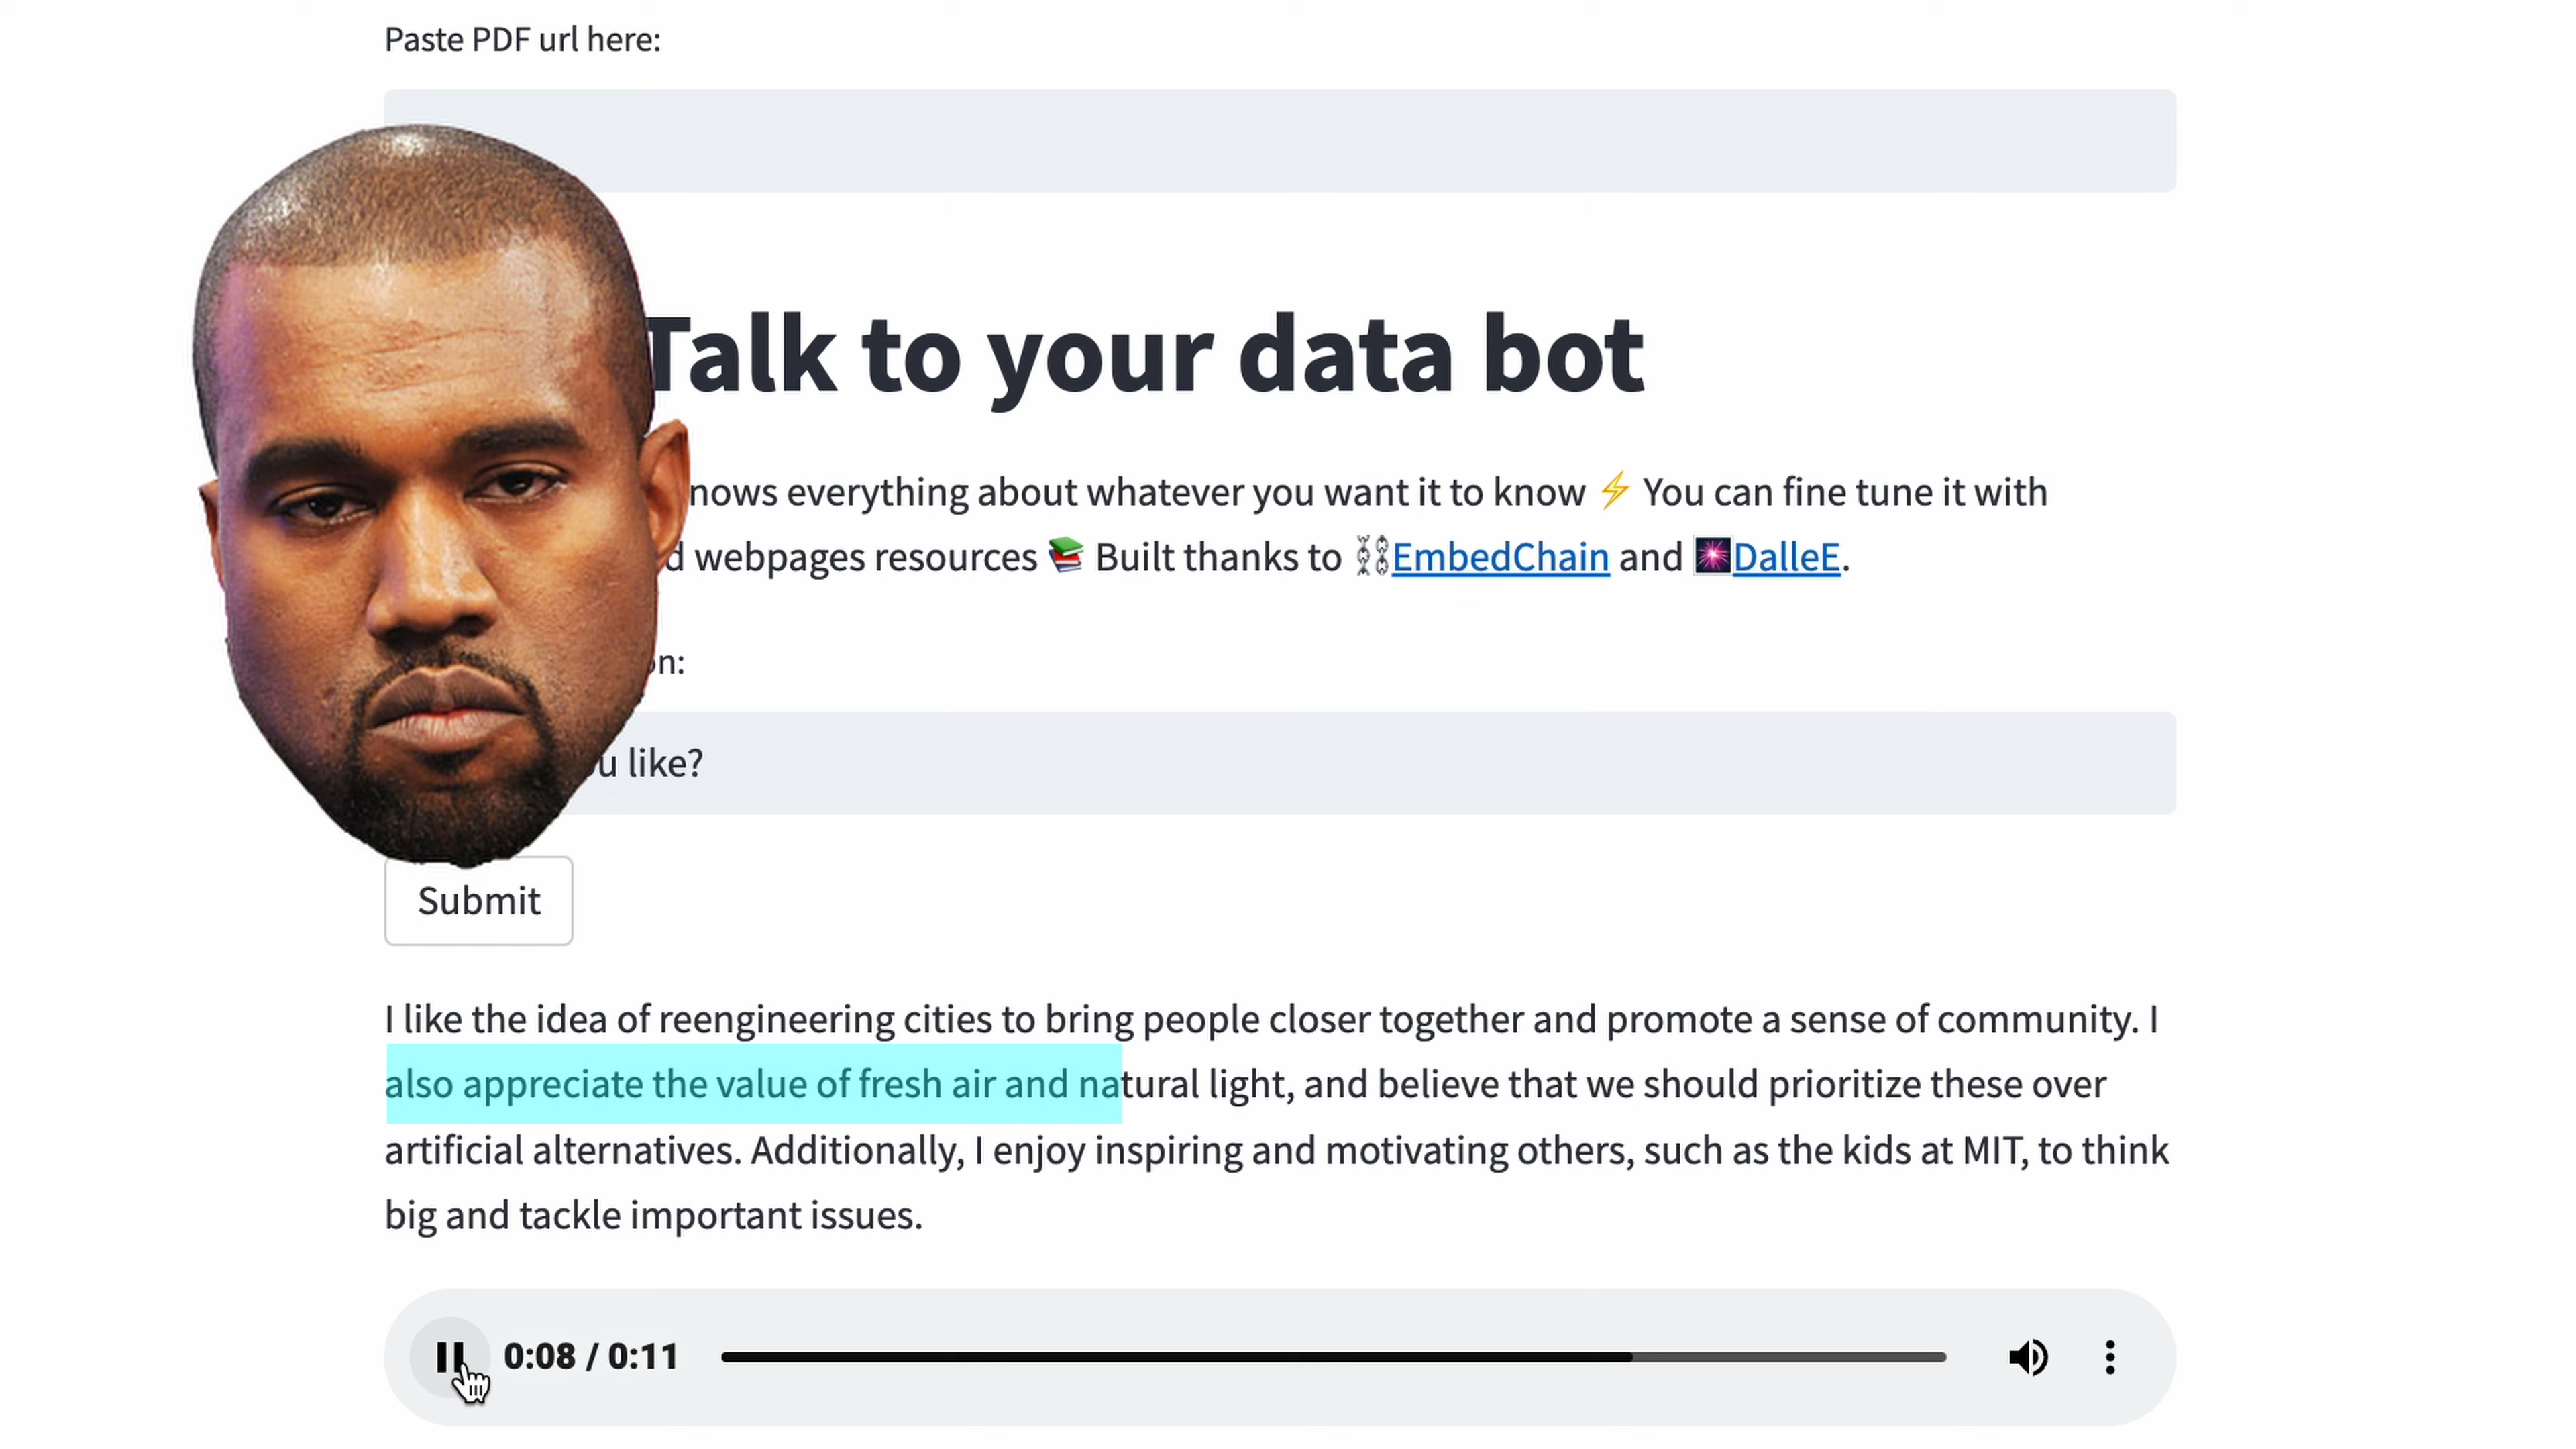 Paste PDF url here:
Talk to your data bot
nows everything about whatever you want it to know ⚡ You can fine tune it with
d webpages resources 📚 Built thanks to ⛓EmbedChain and 🎆DalleE.
on:
u like?
Submit
I like the idea of reengineering cities to bring people closer together and promote a sense of community. I
also appreciate the value of fresh air and natural light, and believe that we should prioritize these over
artificial alternatives. Additionally, I enjoy inspiring and motivating others, such as the kids at MIT, to think
big and tackle important issues.
0:08 / 0:11